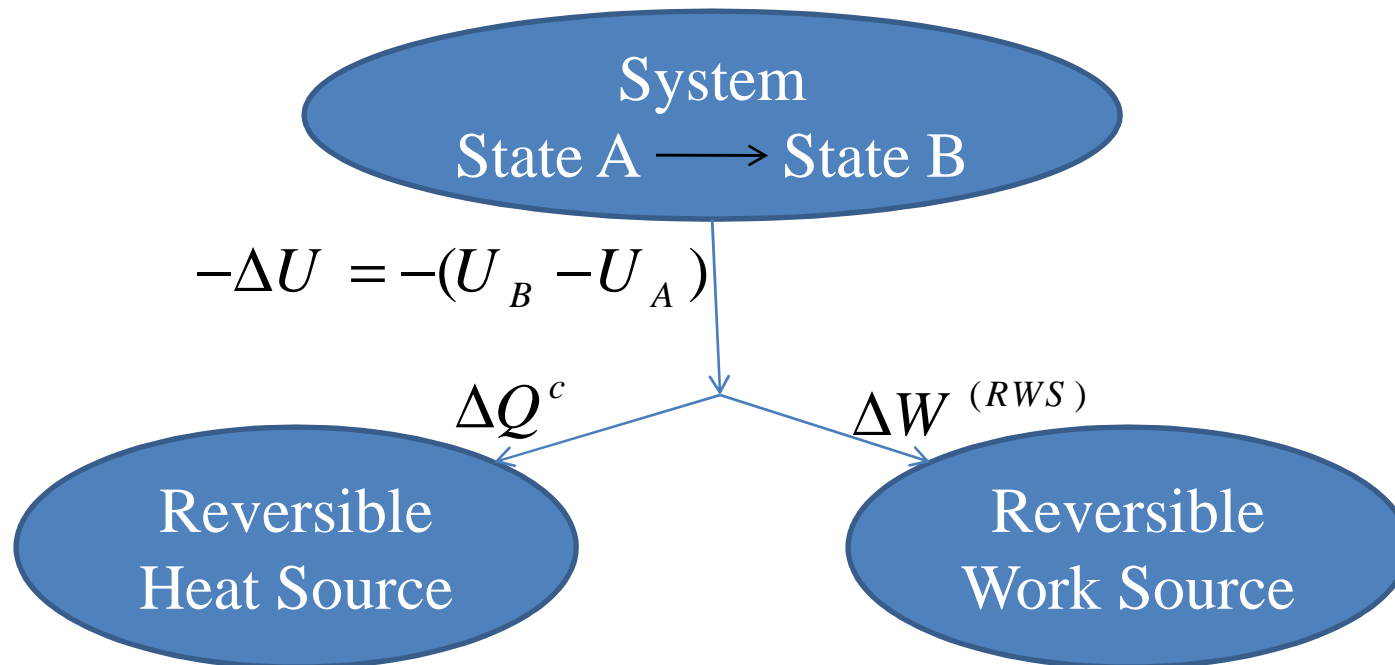 System
State A → State B
−ΔU = −(U_B − U_A)
ΔQ^c
ΔW^(RWS)
Reversible
Heat Source
Reversible
Work Source